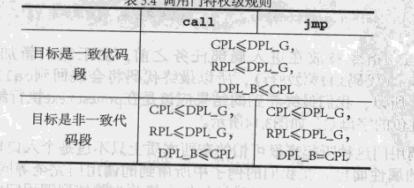 表3.4 调用门特权级规则
call jmp
目标是一致代码段
CPL≤DPL_G,
RPL≤DPL_G,
DPL_B≤CPL
目标是非一致代码段
CPL≤DPL_G, CPL≤DPL_G,
RPL≤DPL_G, RPL≤DPL_G,
DPL_B≤CPL DPL_B=CPL